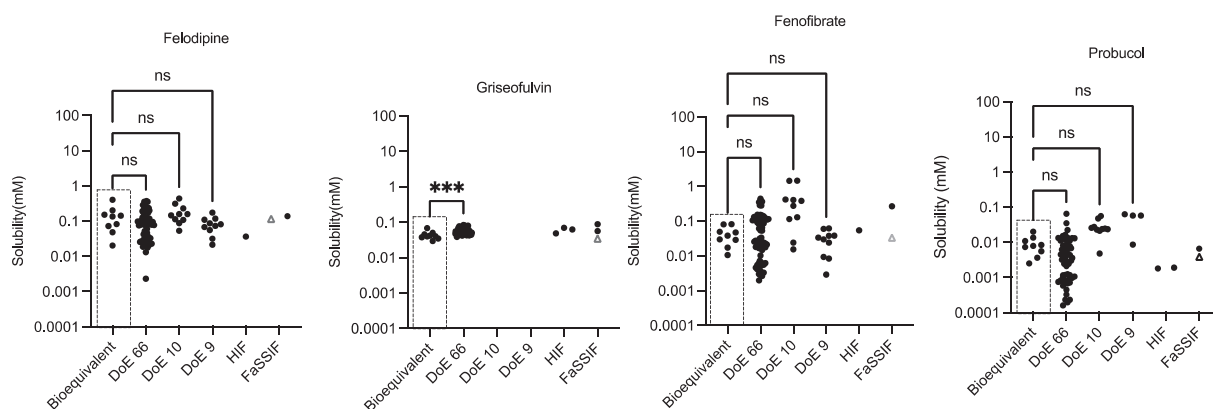 Felodipine
ns
ns
ns
Solubility(mM)
100
10
1
0.1
0.01
0.001
0.0001
Bioequivalent
DoE 66
DoE 10
DoE 9
HIF
FaSSIF
Griseofulvin
***
Solubility(mM)
100
10
1
0.1
0.01
0.001
0.0001
Bioequivalent
DoE 66
DoE 10
DoE 9
HIF
FaSSIF
Fenofibrate
ns
ns
ns
Solubility(mM)
100
10
1
0.1
0.01
0.001
0.0001
Bioequivalent
DoE 66
DoE 10
DoE 9
HIF
FaSSIF
Probucol
ns
ns
ns
Solubility (mM)
100
10
1
0.1
0.01
0.001
0.0001
Bioequivalent
DoE 66
DoE 10
DoE 9
HIF
FaSSIF